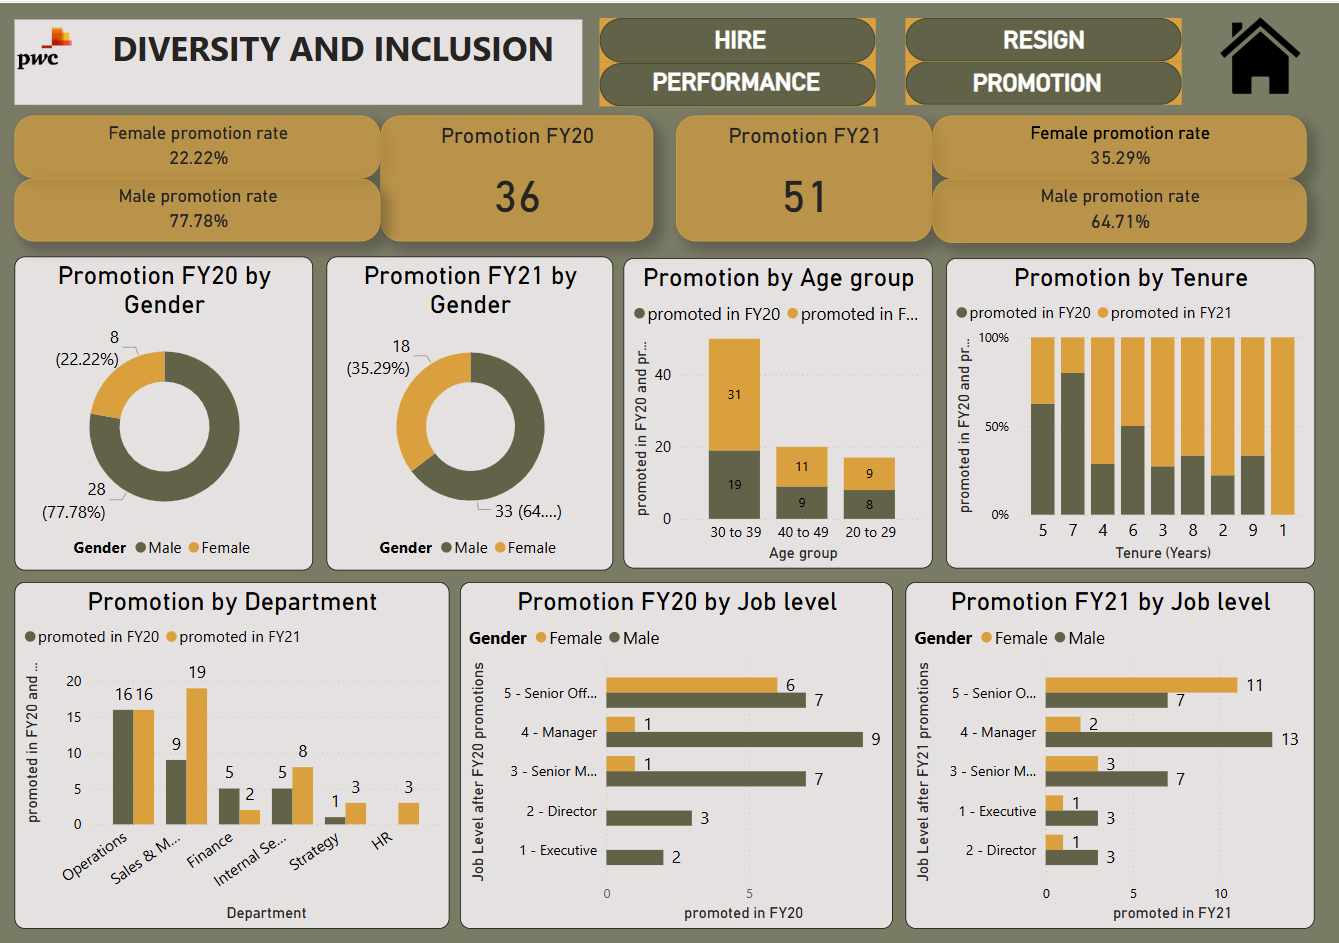 pwc
DIVERSITY AND INCLUSION
HIRE
RESIGN
PERFORMANCE
PROMOTION
Female promotion rate
22.22%
Male promotion rate
77.78%
Promotion FY20
36
Promotion FY21
51
Female promotion rate
35.29%
Male promotion rate
64.71%
Promotion FY20 by
Gender
8
(22.22%)
28
(77.78%)
Gender Male Female
Promotion FY21 by
Gender
18
(35.29%)
33 (64....)
Gender Male Female
Promotion by Age group
promoted in FY20 promoted in F...
promoted in FY20 and pr...
40
20
0
31
19
11
9
9
8
30 to 39 40 to 49 20 to 29
Age group
Promotion by Tenure
promoted in FY20 promoted in FY21
promoted in FY20 and pr...
100%
50%
0%
5 7 4 6 3 8 2 9 1
Tenure (Years)
Promotion by Department
promoted in FY20 promoted in FY21
promoted in FY20 and ...
20
15
10
5
0
16 16
9
19
5
2
5
8
1
3
3
Operations
Sales & M...
Finance
Internal Se...
Strategy
HR
Department
Promotion FY20 by Job level
Gender Female Male
Job Level after FY20 promotions
5 - Senior Off...
6
7
4 - Manager
1
9
3 - Senior M...
1
7
2 - Director
3
1 - Executive
2
0 5
promoted in FY20
Promotion FY21 by Job level
Gender Female Male
Job Level after FY21 promotions
5 - Senior O...
11
7
4 - Manager
2
13
3 - Senior M...
3
7
1 - Executive
1
3
2 - Director
1
3
0 5 10
promoted in FY21